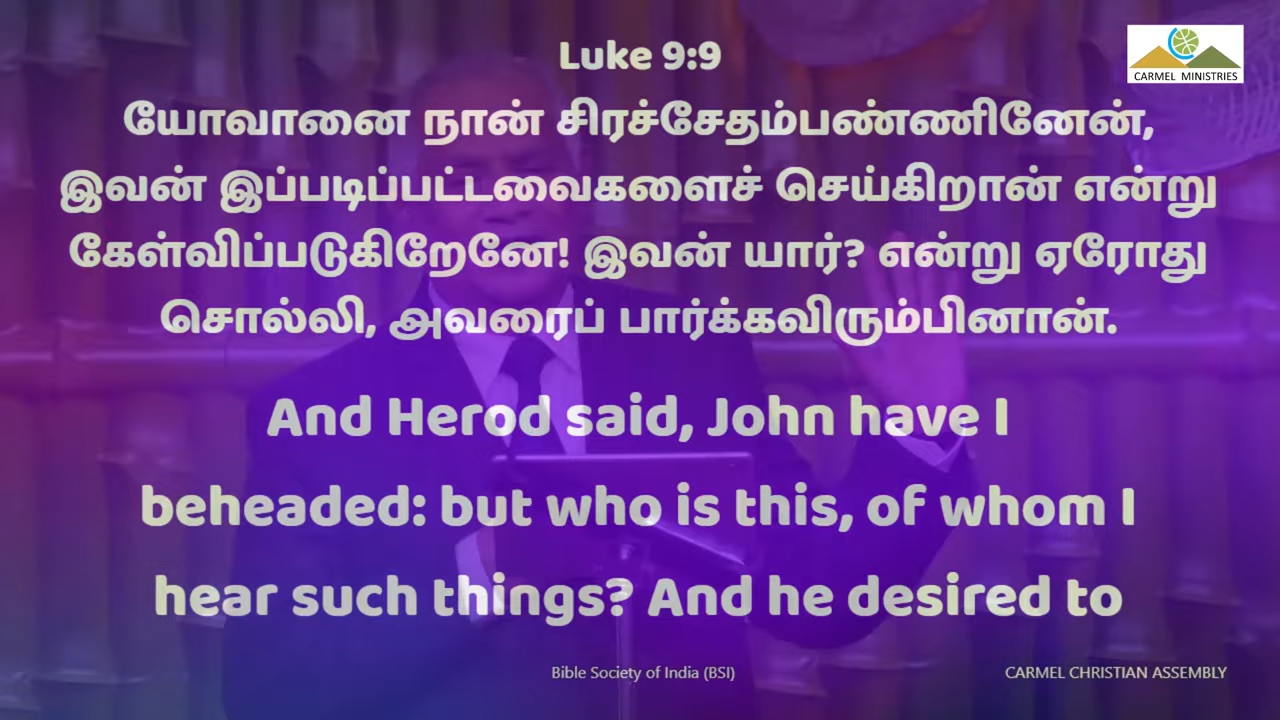 Luke 9:9
CARMEL MINISTRIES
யோவானை நான் சிரச்சேதம்பண்ணினேன்,
இவன் இப்படிப்பட்டவைகளைச் செய்கிறான் என்று
கேள்விப்படுகிறேனே! இவன் யார்? என்று ஏரோது
சொல்லி, அவரைப் பார்க்கவிரும்பினான்.
And Herod said, John have I
beheaded: but who is this, of whom I
hear such things? And he desired to
Bible Society of India (BSI)
CARMEL CHRISTIAN ASSEMBLY